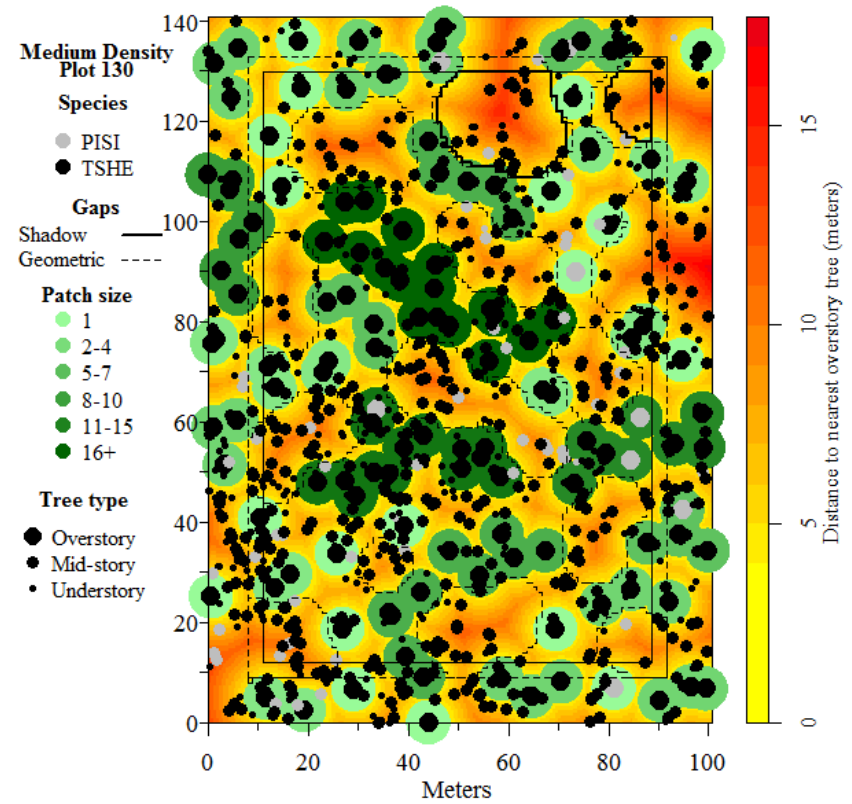 Medium Density
Plot 130
Species
PISI
TSHE
Gaps
Shadow
Geometric
Patch size
1
2-4
5-7
8-10
11-15
16+
Tree type
Overstory
Mid-story
Understory
140
120
100
80
60
40
20
0
0 20 40 60 80 100
Meters
15
10
5
0
Distance to nearest overstory tree (meters)